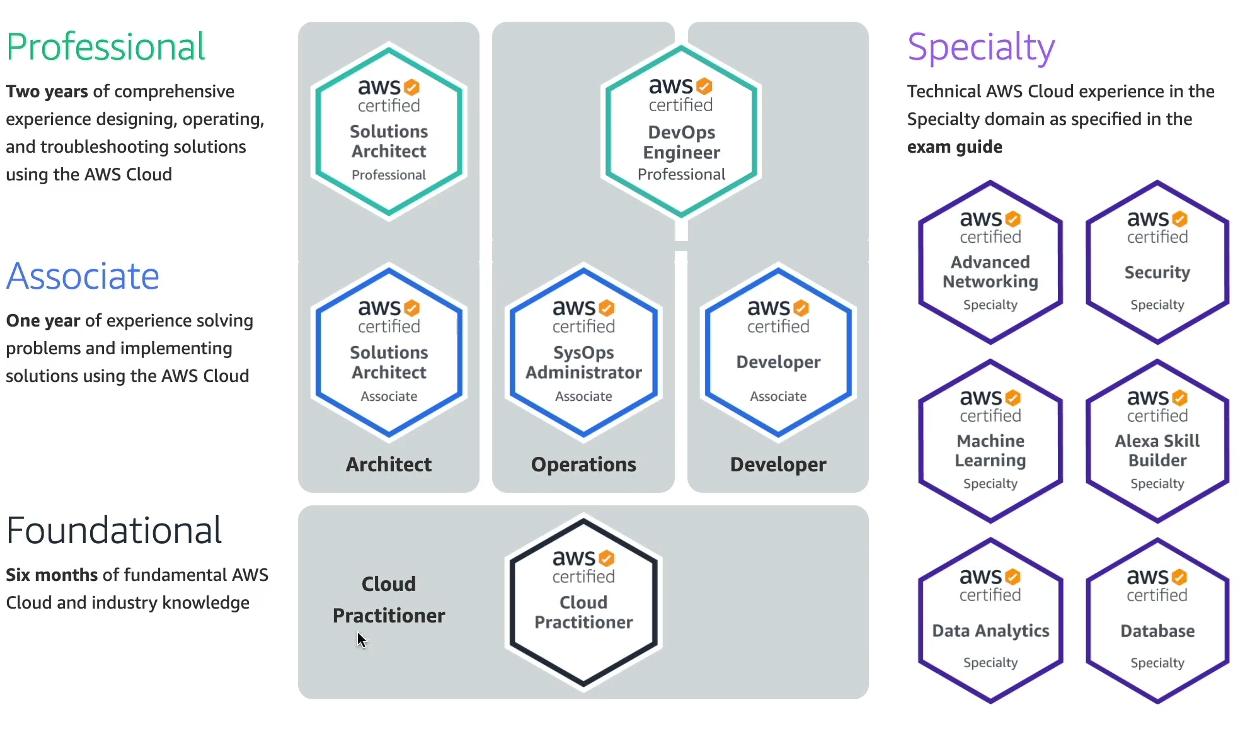 Professional
Two years of comprehensive
experience designing, operating,
and troubleshooting solutions
using the AWS Cloud
aws
certified
Solutions
Architect
Professional
aws
certified
DevOps
Engineer
Professional
Associate
One year of experience solving
problems and implementing
solutions using the AWS Cloud
aws
certified
Solutions
Architect
Associate
aws
certified
SysOps
Administrator
Associate
aws
certified
Developer
Associate
Architect
Operations
Developer
Foundational
Six months of fundamental AWS
Cloud and industry knowledge
Cloud
Practitioner
aws
certified
Cloud
Practitioner
Specialty
Technical AWS Cloud experience in the
Specialty domain as specified in the
exam guide
aws
certified
Advanced
Networking
Specialty
aws
certified
Security
Specialty
aws
certified
Machine
Learning
Specialty
aws
certified
Alexa Skill
Builder
Specialty
aws
certified
Data Analytics
Specialty
aws
certified
Database
Specialty